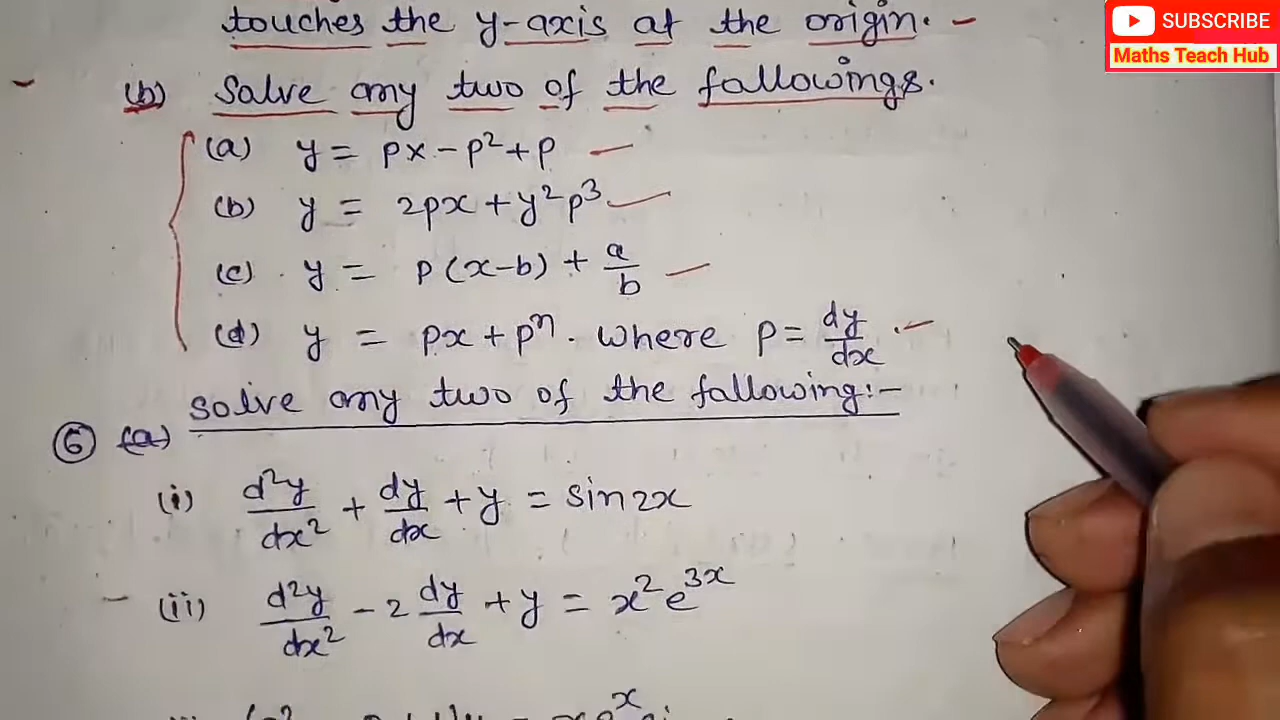 touches the y-axis at the origin.
SUBSCRIBE
Maths Teach Hub
(b) Solve any two of the followings.
(a) y = px - p² + p
(b) y = 2px + y²p³
(c) y = p(x-b) + a/b
(d) y = px + pⁿ. where p = dy/dx.
solve any two of the following:-
⑥ (a)
(i) d²y/dx² + dy/dx + y = sin2x
(ii) d²y/dx² - 2 dy/dx + y = x²e³ˣ